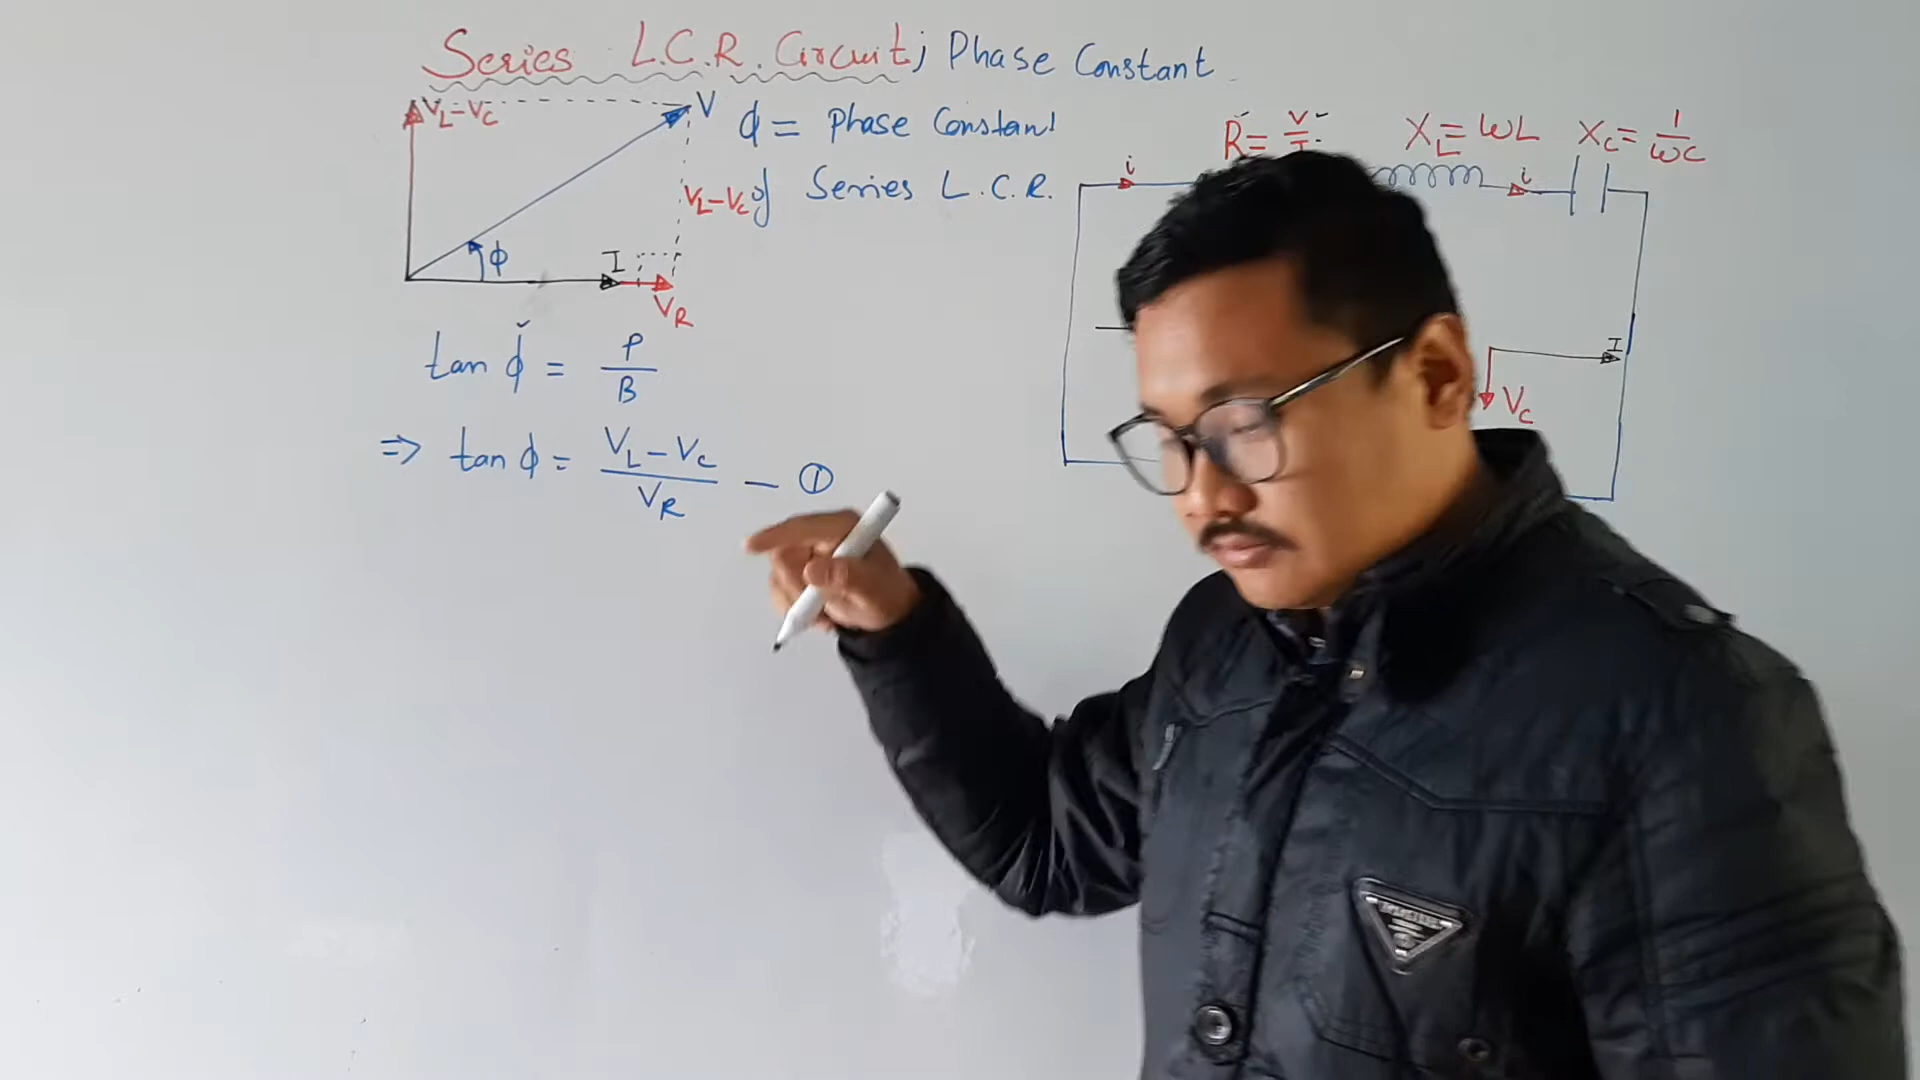 Series L.C.R. Circuit; Phase Constant
V_L-V_C
V
ϕ = Phase Constant
of Series L.C.R.
V_L-V_C
ϕ
I
V_R
tan ϕ = P/B
⇒ tan ϕ = (V_L - V_C)/V_R - ①
R = V/I
X_L = ωL
X_C = 1/ωC
i
i
I
V_C